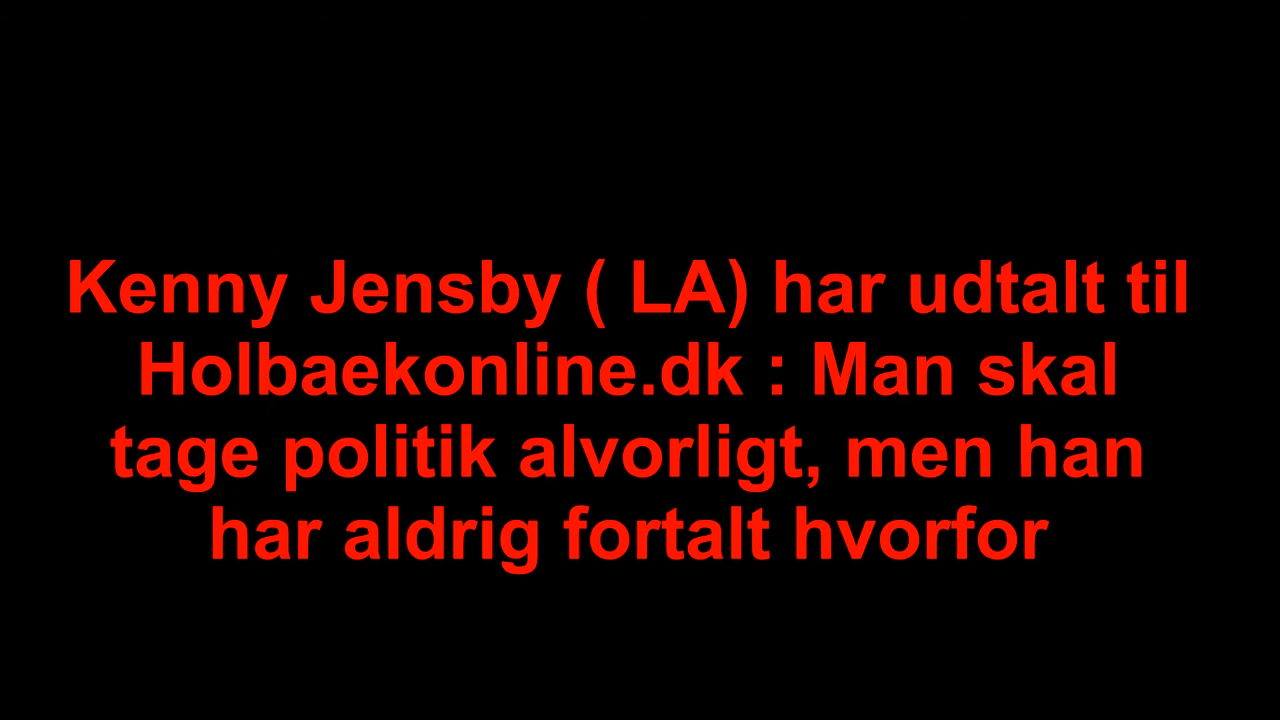 Kenny Jensby ( LA) har udtalt til
Holbaekonline.dk : Man skal
tage politik alvorligt, men han
har aldrig fortalt hvorfor